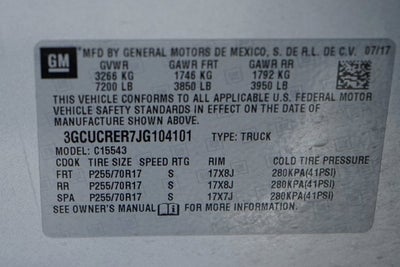 GM MFD BY GENERAL MOTORS DE MEXICO, S. DE R.L. DE C.V. 07/17
GVWR GAWR FRT GAWR RR
3266 KG 1746 KG 1792 KG
7200 LB 3850 LB 3950 LB
THIS VEHICLE CONFORMS TO ALL APPLICABLE U.S. FEDERAL MOTOR
VEHICLE SAFETY STANDARDS IN EFFECT ON THE DATE OF
MANUFACTURE SHOWN ABOVE.
3GCUCRER7JG104101 TYPE: TRUCK
MODEL: C15543
CDQK TIRE SIZE SPEED RTG RIM COLD TIRE PRESSURE
FRT P255/70R17 S 17X8J 280KPA(41PSI)
RR P255/70R17 S 17X8J 280KPA(41PSI)
SPA P255/70R17 S 17X7J 280KPA(41PSI)
SEE OWNER'S MANUAL FOR MORE INFORMATION.